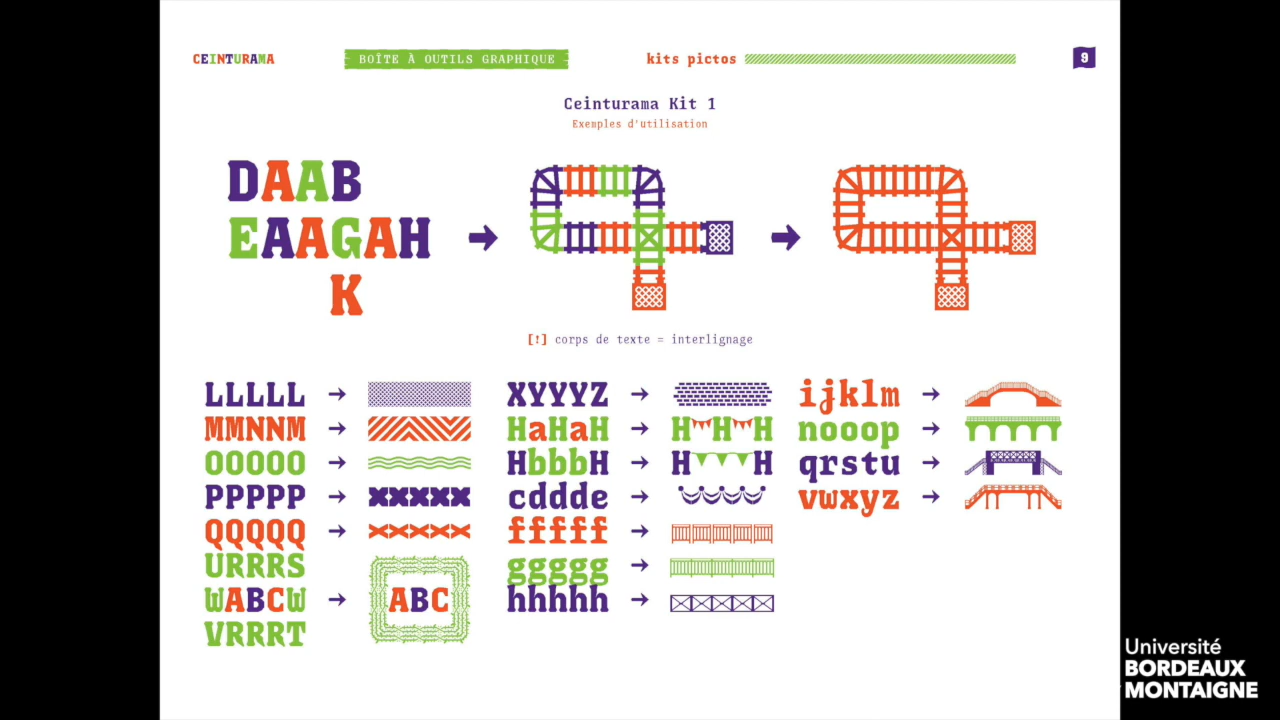 CEINTURAMA
BOÎTE À OUTILS GRAPHIQUE
kits pictos
9
Ceinturama Kit 1
Exemples d'utilisation
DAAB
EAAGAH
K
[!] corps de texte = interlignage
LLLLL
MMNNM
OOOOO
PPPPP
QQQQQ
URRRS
WABCW
ABC
VRRRT
XYYYZ
HaHaH
H H H
HbbbH
H H
cddde
fffff
ggggg
hhhhh
ijklm
nooop
qrstu
vwxyz
Université
BORDEAUX
MONTAIGNE